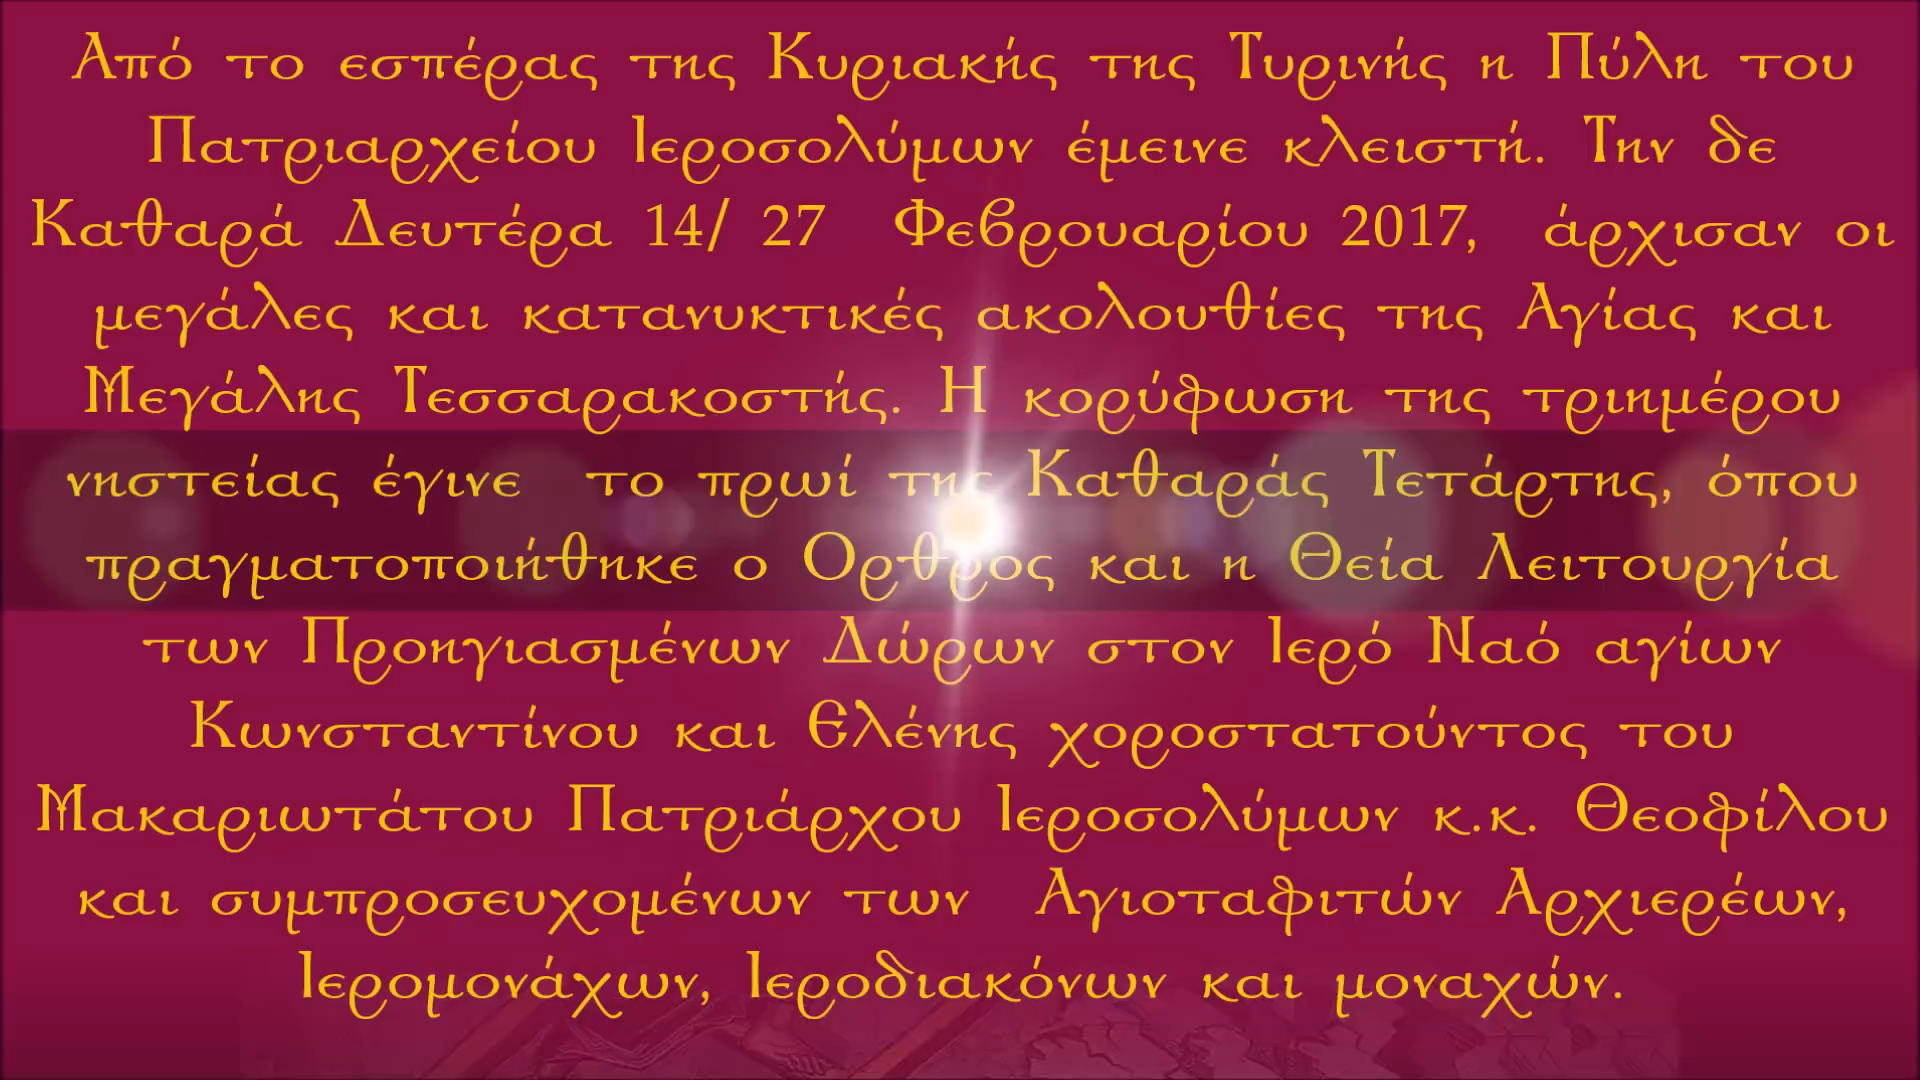 Από το εσπέρας της Κυριακής της Τυρινής η Πύλη του
Πατριαρχείου Ιεροσολύμων έμεινε κλειστή. Την δε
Καθαρά Δευτέρα 14/ 27 Φεβρουαρίου 2017, άρχισαν οι
μεγάλες και κατανυκτικές ακολουθίες της Αγίας και
Μεγάλης Τεσσαρακοστής. Η κορύφωση της τριημέρου
νηστείας έγινε το πρωί της Καθαράς Τετάρτης, όπου
πραγματοποιήθηκε ο Ορθρος και η Θεία Λειτουργία
των Προηγιασμένων Δώρων στον Ιερό Ναό αγίων
Κωνσταντίνου και Ελένης χοροστατούντος του
Μακαριωτάτου Πατριάρχου Ιεροσολύμων κ.κ. Θεοφίλου
και συμπροσευχομένων των Αγιοταφιτών Αρχιερέων,
Ιερομονάχων, Ιεροδιακόνων και μοναχών.